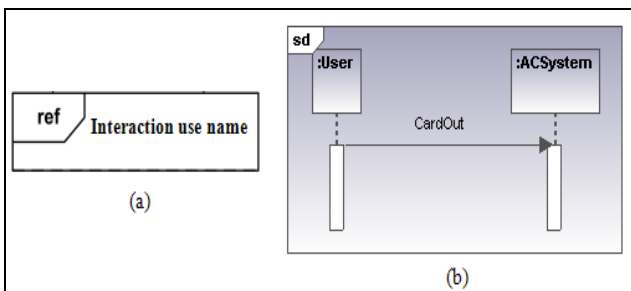 ref
Interaction use name
(a)
sd
:User
:ACSystem
CardOut
(b)